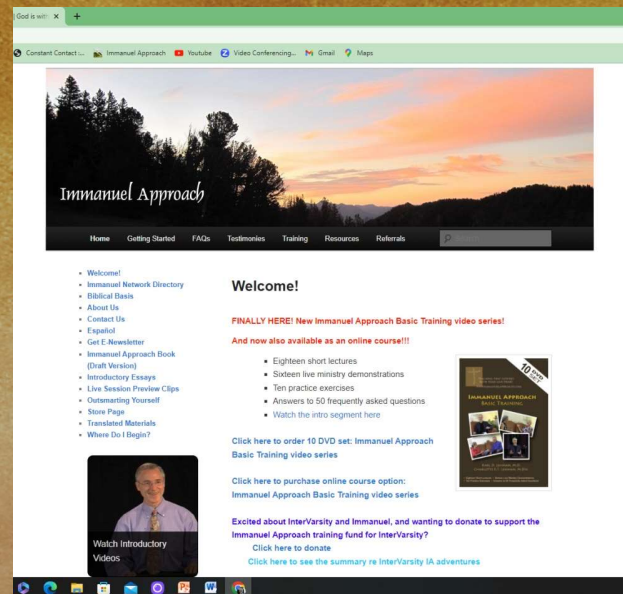 God is with
Constant Contact :...
Immanuel Approach
Youtube
Video Conferencing...
Gmail
Maps
Immanuel Approach
Home
Getting Started
FAQs
Testimonies
Training
Resources
Referrals
Welcome!
Immanuel Network Directory
Biblical Basis
About Us
Contact Us
Español
Get E-Newsletter
Immanuel Approach Book
(Draft Version)
Introductory Essays
Live Session Preview Clips
Outsmarting Yourself
Store Page
Translated Materials
Where Do I Begin?
Watch Introductory
Videos
Welcome!
FINALLY HERE! New Immanuel Approach Basic Training video series!
And now also available as an online course!!!
Eighteen short lectures
Sixteen live ministry demonstrations
Ten practice exercises
Answers to 50 frequently asked questions
Watch the intro segment here
10 DVD
SET
IMMANUEL APPROACH
BASIC TRAINING
Click here to order 10 DVD set: Immanuel Approach
Basic Training video series
Click here to purchase online course option:
Immanuel Approach Basic Training video series
Excited about InterVarsity and Immanuel, and wanting to donate to support the
Immanuel Approach training fund for InterVarsity?
Click here to donate
Click here to see the summary re InterVarsity IA adventures